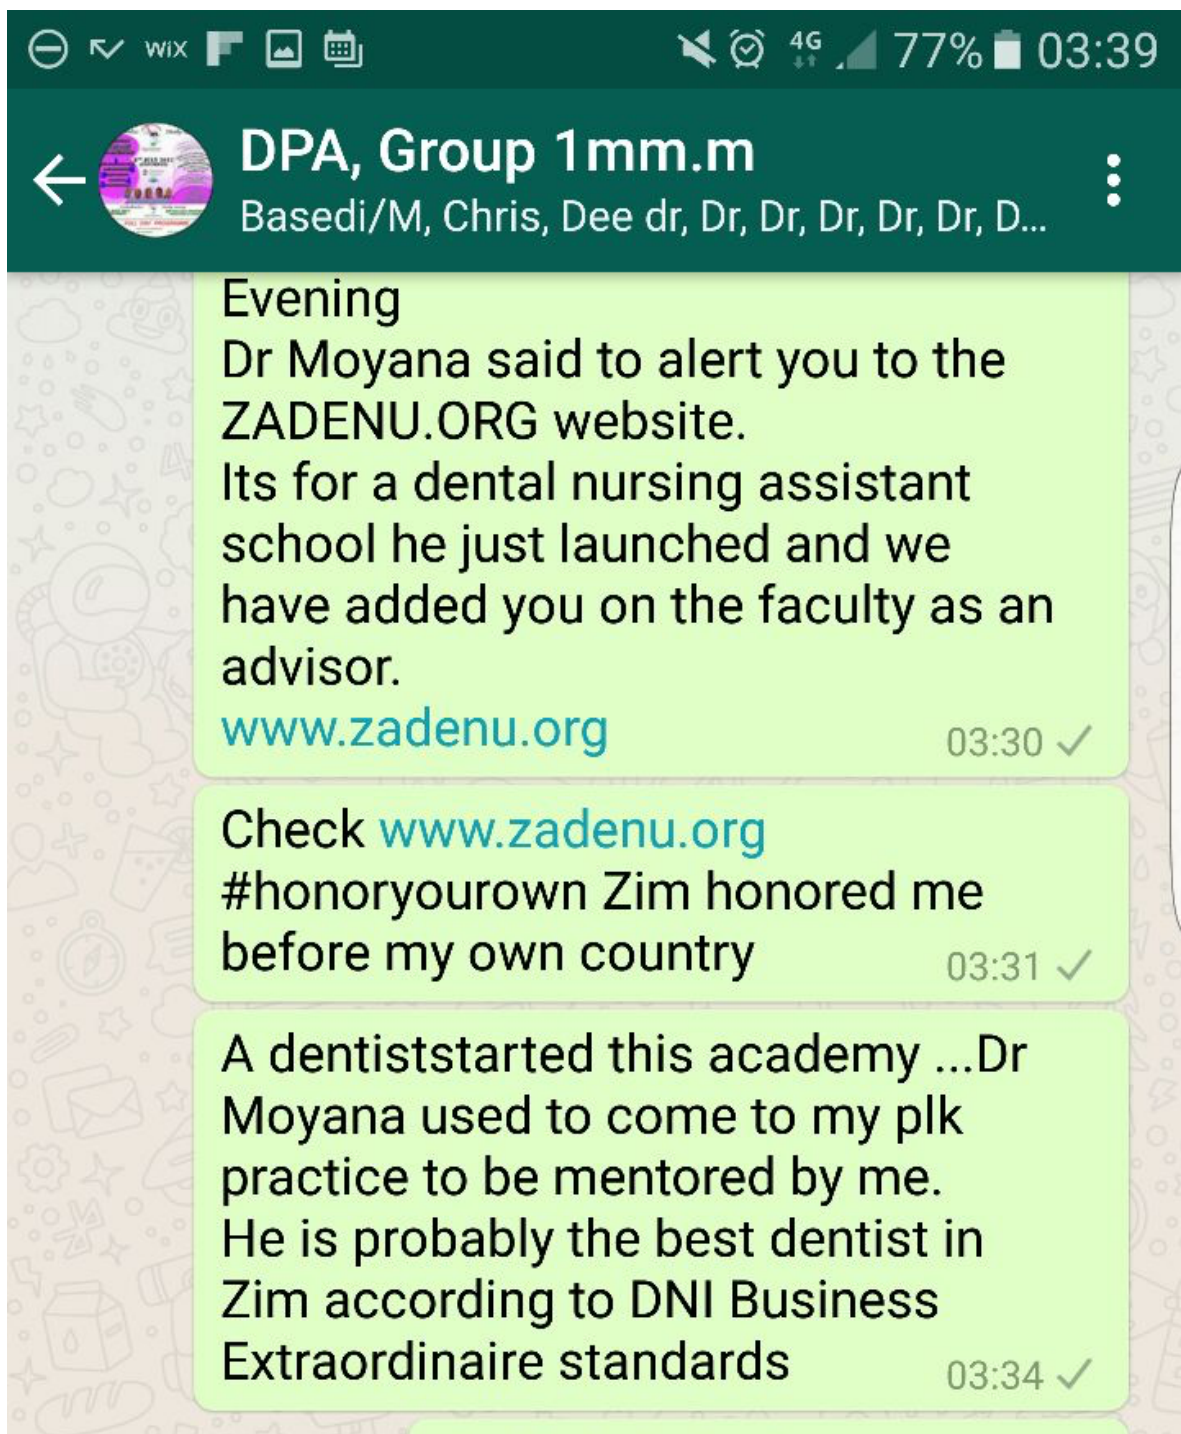 WiX 4G 77% 03:39
DPA, Group 1mm.m
Basedi/M, Chris, Dee dr, Dr, Dr, Dr, Dr, Dr, D...
Evening
Dr Moyana said to alert you to the
ZADENU.ORG website.
Its for a dental nursing assistant
school he just launched and we
have added you on the faculty as an
advisor.
www.zadenu.org 03:30
Check www.zadenu.org
#honoryourown Zim honored me
before my own country 03:31
A dentiststarted this academy ...Dr
Moyana used to come to my plk
practice to be mentored by me.
He is probably the best dentist in
Zim according to DNI Business
Extraordinaire standards 03:34